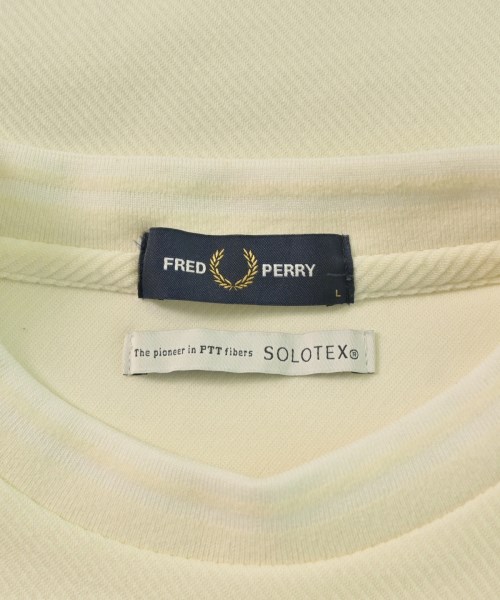 FRED PERRY
L
The pioneer in PTT fibers SOLOTEX®